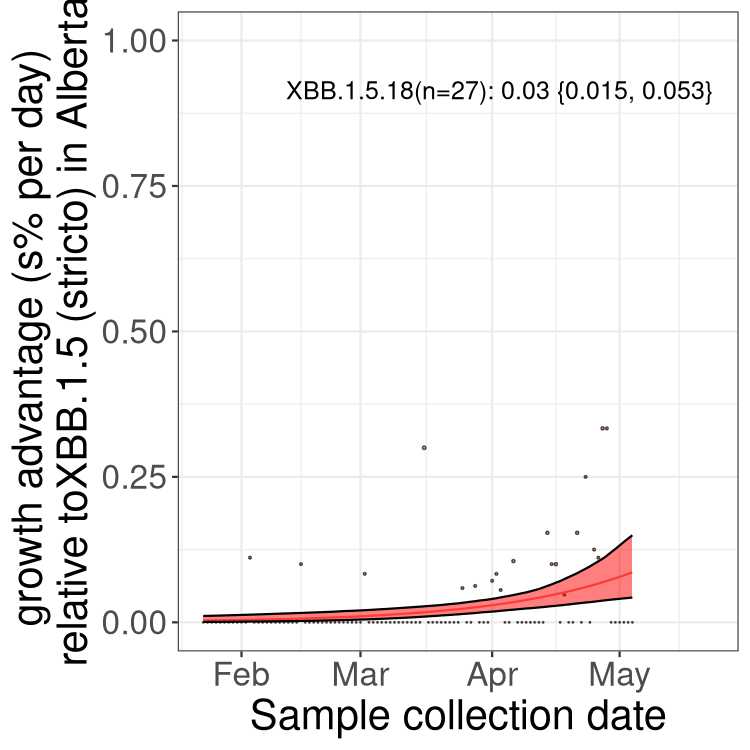 growth advantage (s% per day)
relative toXBB.1.5 (stricto) in Alberta
1.00
0.75
0.50
0.25
0.00
XBB.1.5.18(n=27): 0.03 {0.015, 0.053}
Feb Mar Apr May
Sample collection date